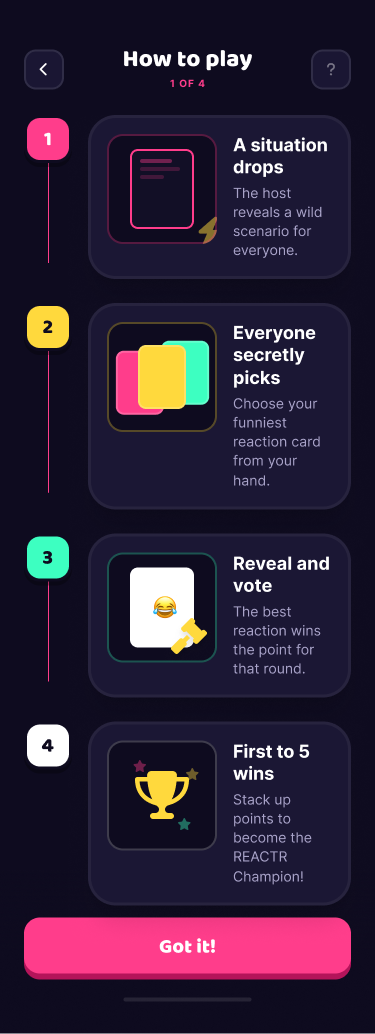 How to play
?
1 OF 4
1
A situation
drops
The host
reveals a wild
scenario for
everyone.
2
Everyone
secretly
picks
Choose your
funniest
reaction card
from your
hand.
3
Reveal and
vote
The best
reaction wins
the point for
that round.
4
First to 5
wins
Stack up
points to
become the
REACTR
Champion!
Got it!